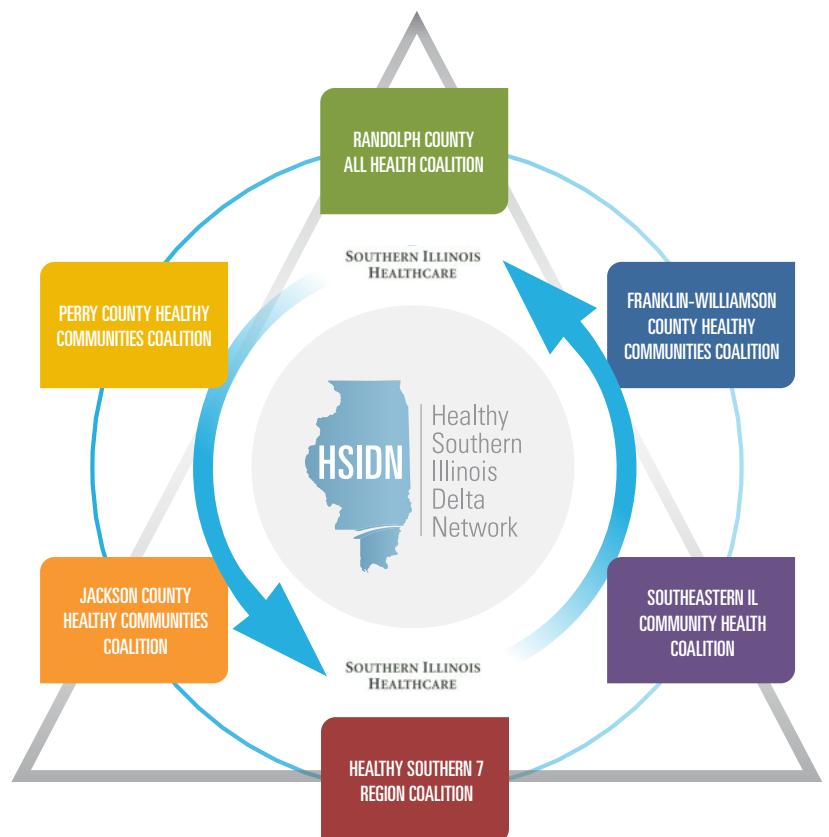 RANDOLPH COUNTY
ALL HEALTH COALITION
SOUTHERN ILLINOIS
HEALTHCARE
PERRY COUNTY HEALTHY
COMMUNITIES COALITION
FRANKLIN-WILLIAMSON
COUNTY HEALTHY
COMMUNITIES COALITION
HSIDN
Healthy
Southern
Illinois
Delta
Network
JACKSON COUNTY
HEALTHY COMMUNITIES
COALITION
SOUTHEASTERN IL
COMMUNITY HEALTH
COALITION
SOUTHERN ILLINOIS
HEALTHCARE
HEALTHY SOUTHERN 7
REGION COALITION